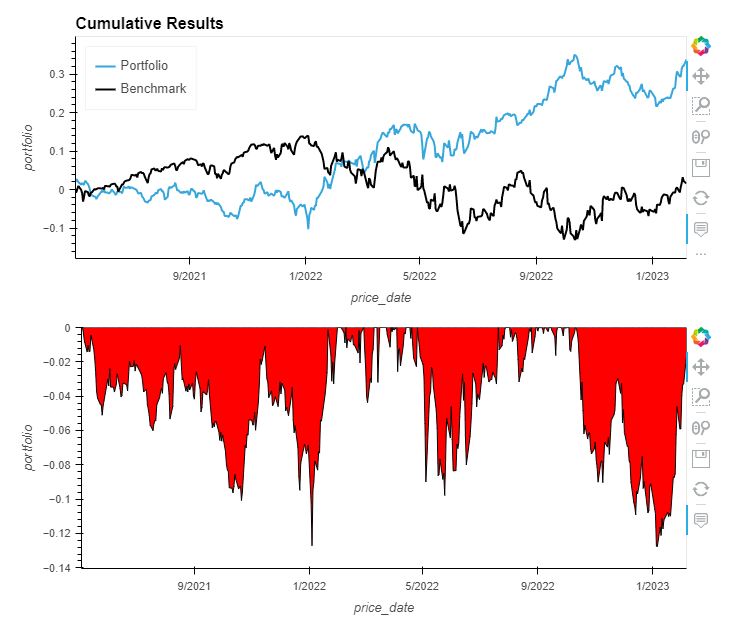 Cumulative Results
Portfolio
Benchmark
0.3
0.2
0.1
0
−0.1
portfolio
9/2021 1/2022 5/2022 9/2022 1/2023
price_date
0
−0.02
−0.04
−0.06
−0.08
−0.1
−0.12
−0.14
portfolio
9/2021 1/2022 5/2022 9/2022 1/2023
price_date